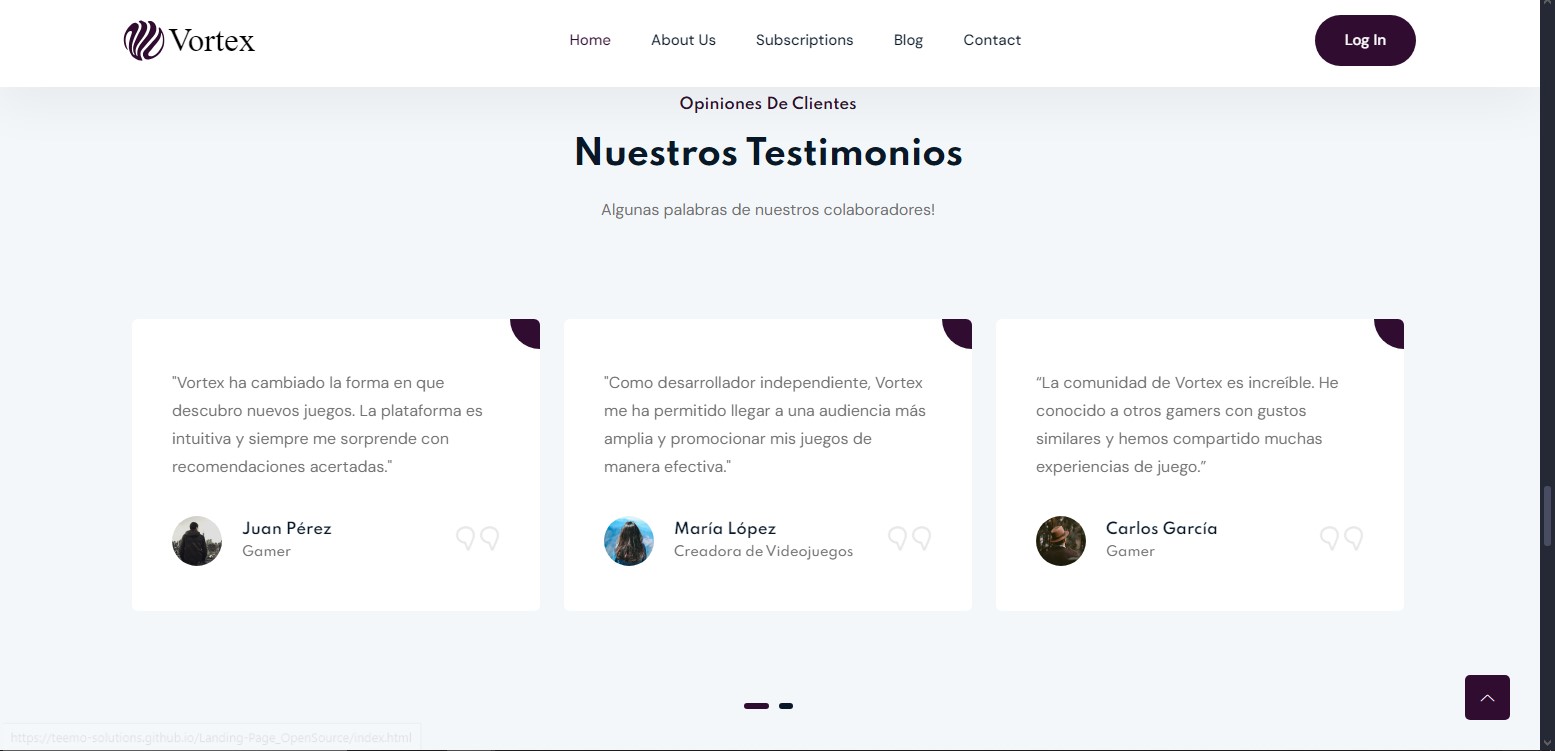 Vortex
Home
About Us
Subscriptions
Blog
Contact
Log In
Opiniones De Clientes
Nuestros Testimonios
Algunas palabras de nuestros colaboradores!
"Vortex ha cambiado la forma en que
descubro nuevos juegos. La plataforma es
intuitiva y siempre me sorprende con
recomendaciones acertadas."
Juan Pérez
Gamer
"Como desarrollador independiente, Vortex
me ha permitido llegar a una audiencia más
amplia y promocionar mis juegos de
manera efectiva."
María López
Creadora de Videojuegos
“La comunidad de Vortex es increíble. He
conocido a otros gamers con gustos
similares y hemos compartido muchas
experiencias de juego.”
Carlos García
Gamer
https://teemo-solutions.github.io/Landing-Page_OpenSource/index.html